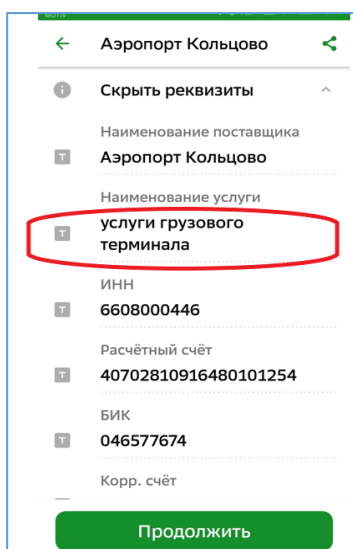 MOTIV
Аэропорт Кольцово
Скрыть реквизиты
Наименование поставщика
Аэропорт Кольцово
Наименование услуги
услуги грузового
терминала
ИНН
6608000446
Расчётный счёт
40702810916480101254
БИК
046577674
Корр. счёт
Продолжить